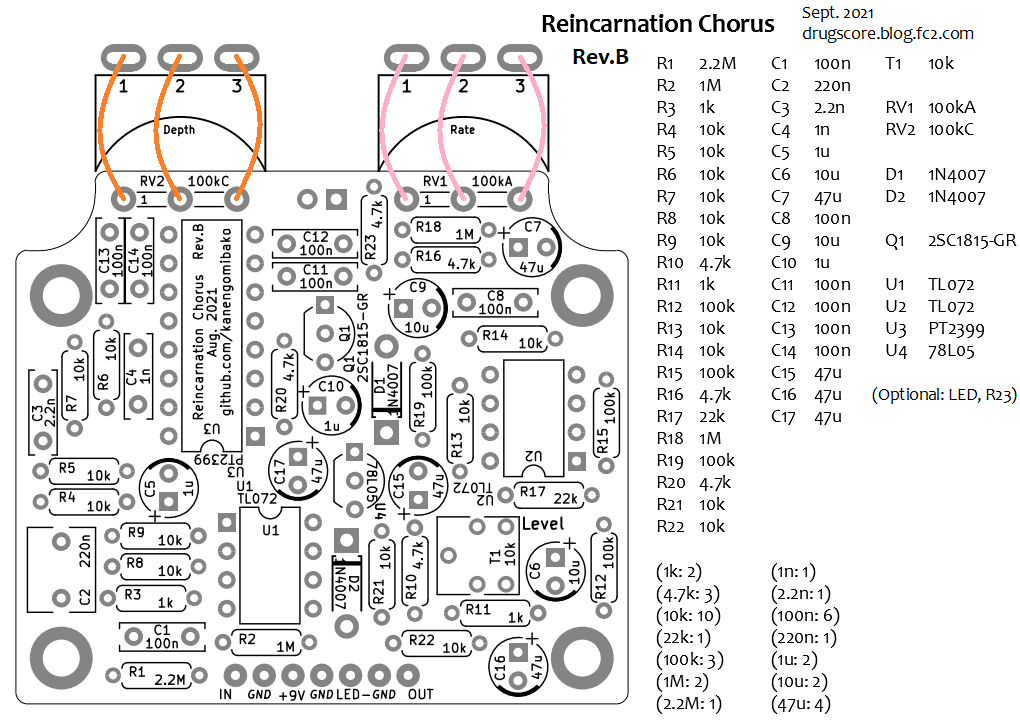 Reincarnation Chorus
Rev.B
Sept. 2021
drugscore.blog.fc2.com
R1 2.2M C1 100n T1 10k
R2 1M C2 220n
R3 1k C3 2.2n RV1 100kA
R4 10k C4 1n RV2 100kC
R5 10k C5 1u
R6 10k C6 10u D1 1N4007
R7 10k C7 47u D2 1N4007
R8 10k C8 100n
R9 10k C9 10u Q1 2SC1815-GR
R10 4.7k C10 1u
R11 1k C11 100n U1 TL072
R12 100k C12 100n U2 TL072
R13 10k C13 100n U3 PT2399
R14 10k C14 100n U4 78L05
R15 100k C15 47u
R16 4.7k C16 47u (Optional: LED, R23)
R17 22k C17 47u
R18 1M
R19 100k
R20 4.7k
R21 10k
R22 10k
(1k: 2) (1n: 1)
(4.7k: 3) (2.2n: 1)
(10k: 10) (100n: 6)
(22k: 1) (220n: 1)
(100k: 3) (1u: 2)
(1M: 2) (10u: 2)
(2.2M: 1) (47u: 4)
1 2 3
Depth
1 2 3
Rate
RV2 100kC
1
RV1 100kA
1
R23 4.7k
R18 1M
R16 4.7k
C7
47u
C13
100n
C14
100n
Reincarnation Chorus Rev.B
Aug. 2021
github.com/kanengomibako
U3
PT2399
U3
C12
100n
C11
100n
C9
10u
C8
100n
Q1
Q1
2SC1815-GR
R14 10k
R6 10k
R7 10k
C4
1n
C3
2.2n
R20 4.7k
C10
1u
D1
1N4007
R19 100k
R13 10k
R15 100k
U2
TL072
U2
R5 10k
R4 10k
C5
1u
C17
47u
78L05
U4
C15
47u
R17 22k
U1
TL072
U1
220n
C2
R9 10k
R8 10k
R3 1k
C1
100n
R1 2.2M
R2 1M
D2
1N4007
R21 10k
R10 4.7k
T1
10k
Level
C6
10u
R12 100k
R11 1k
R22 10k
C16
47u
IN GND +9V GND LED- GND OUT